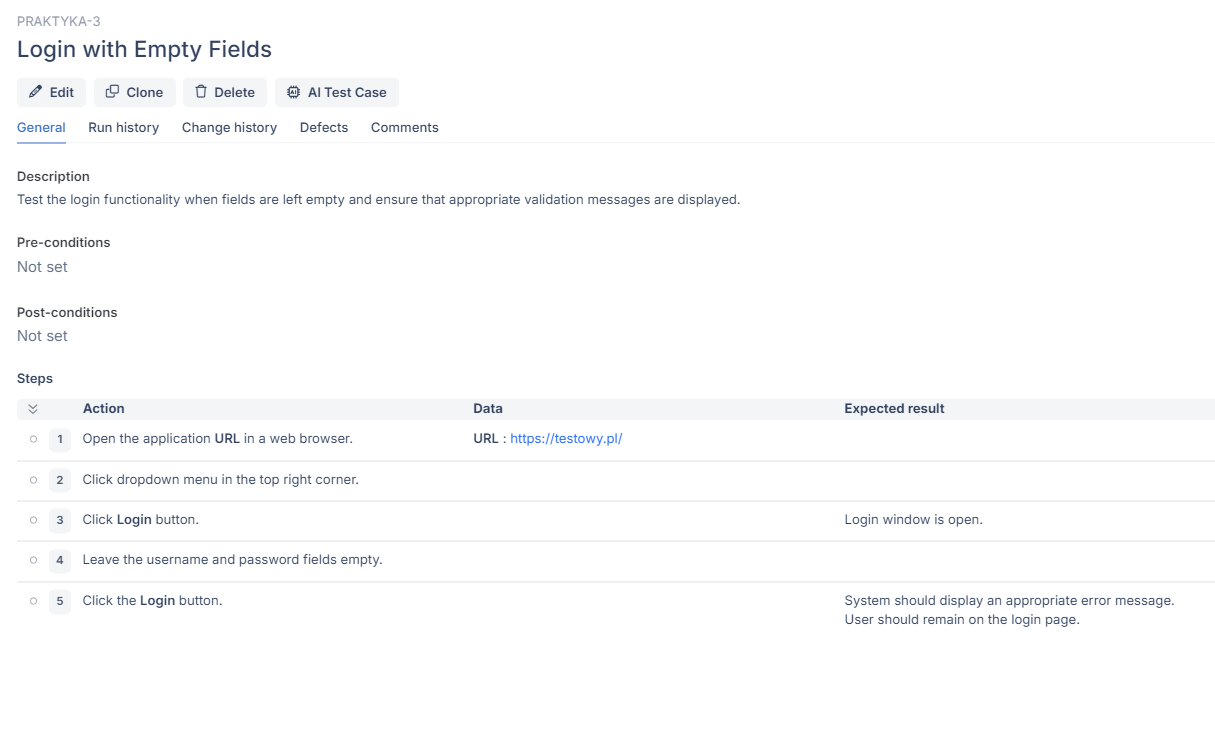 PRAKTYKA-3
Login with Empty Fields
Edit Clone Delete AI Test Case
General Run history Change history Defects Comments
Description
Test the login functionality when fields are left empty and ensure that appropriate validation messages are displayed.
Pre-conditions
Not set
Post-conditions
Not set
Steps
Action Data Expected result
1 Open the application URL in a web browser. URL : https://testowy.pl/
2 Click dropdown menu in the top right corner.
3 Click Login button. Login window is open.
4 Leave the username and password fields empty.
5 Click the Login button. System should display an appropriate error message.
User should remain on the login page.